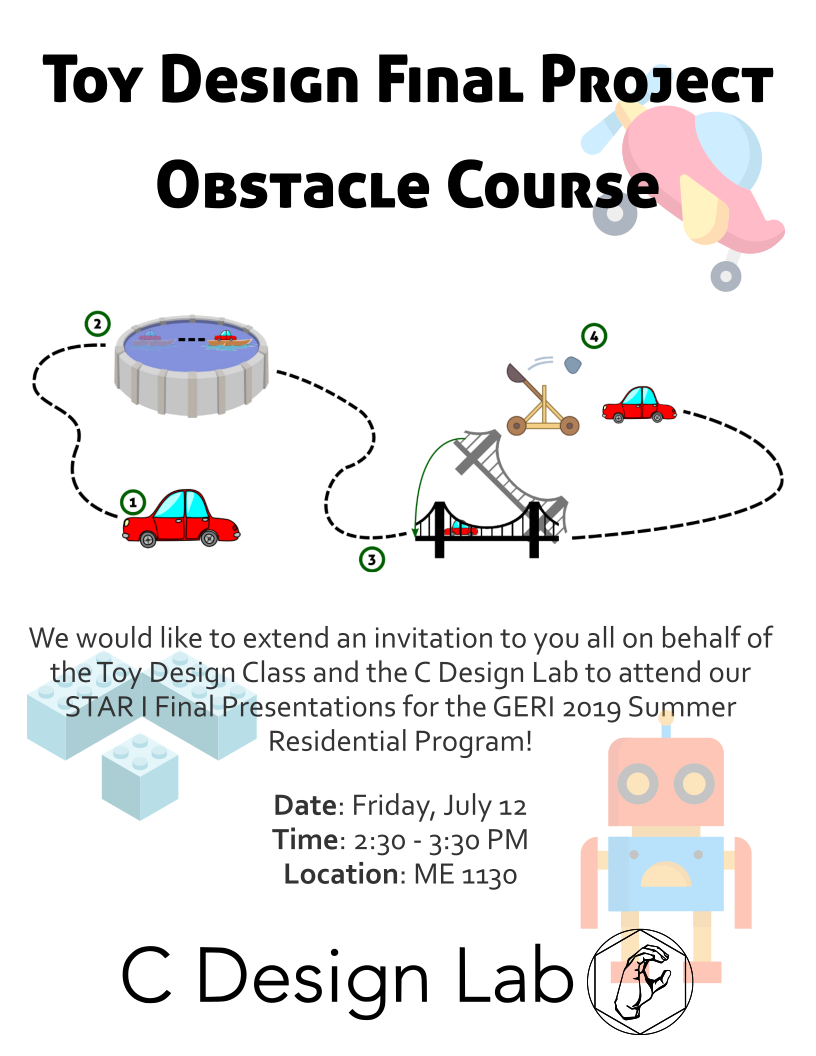 Toy Design Final Project
Obstacle Course
2
4
1
3
We would like to extend an invitation to you all on behalf of
the Toy Design Class and the C Design Lab to attend our
STAR I Final Presentations for the GERI 2019 Summer
Residential Program!
Date: Friday, July 12
Time: 2:30 - 3:30 PM
Location: ME 1130
C Design Lab